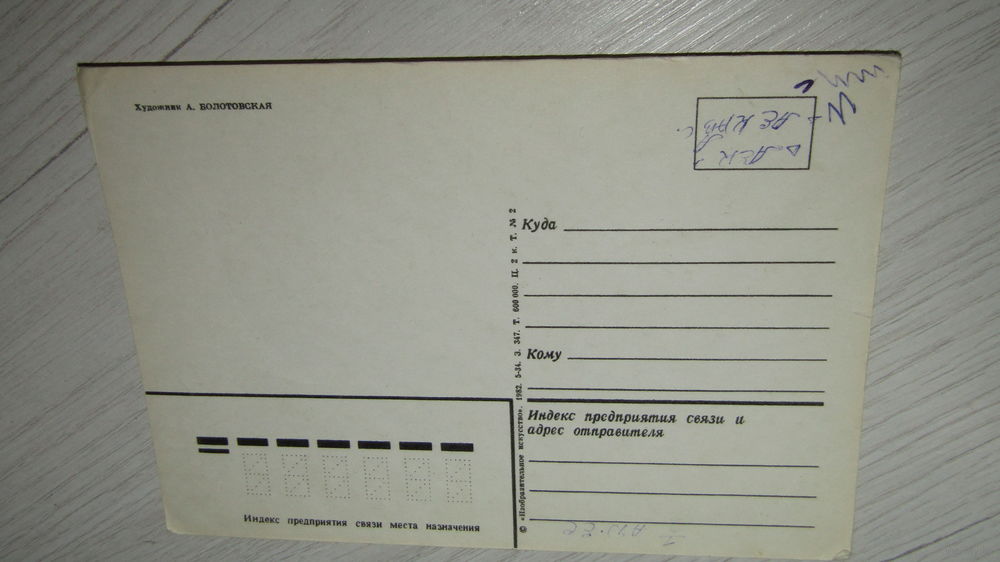 Художник А. БОЛОТОВСКАЯ
Куда
Кому
Индекс предприятия связи и
адрес отправителя
© «Изобразительное искусство». 1982. 5-34. З. 347. Т. 600 000. Ц. 2 к. Т. № 2
Индекс предприятия связи места назначения